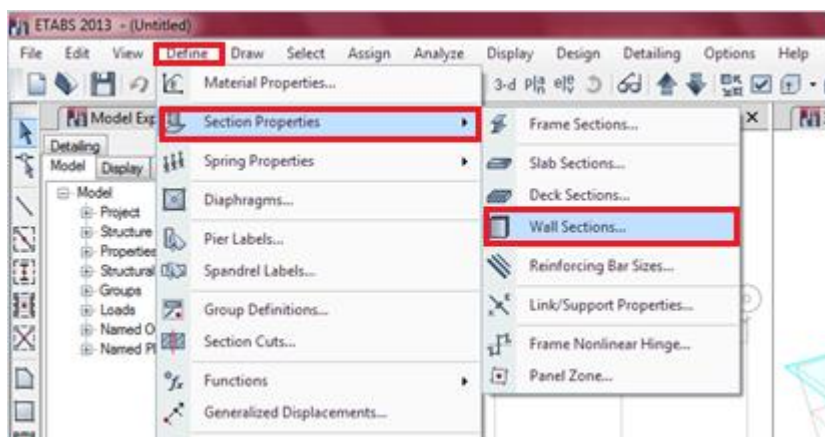 ETABS 2013 - (Untitled)
File Edit View Define Draw Select Assign Analyze Display Design Detailing Options Help
Material Properties...
3-d
Model Exp
Section Properties
Frame Sections...
Detailing
Model Display
Spring Properties
Slab Sections...
Model
Project
Diaphragms...
Deck Sections...
Structure
Properties
Pier Labels...
Wall Sections...
Structural
Groups
Spandrel Labels...
Reinforcing Bar Sizes...
Loads
Named O
Group Definitions...
Link/Support Properties...
Named Pl
Section Cuts...
Frame Nonlinear Hinge...
Functions
Panel Zone...
Generalized Displacements...